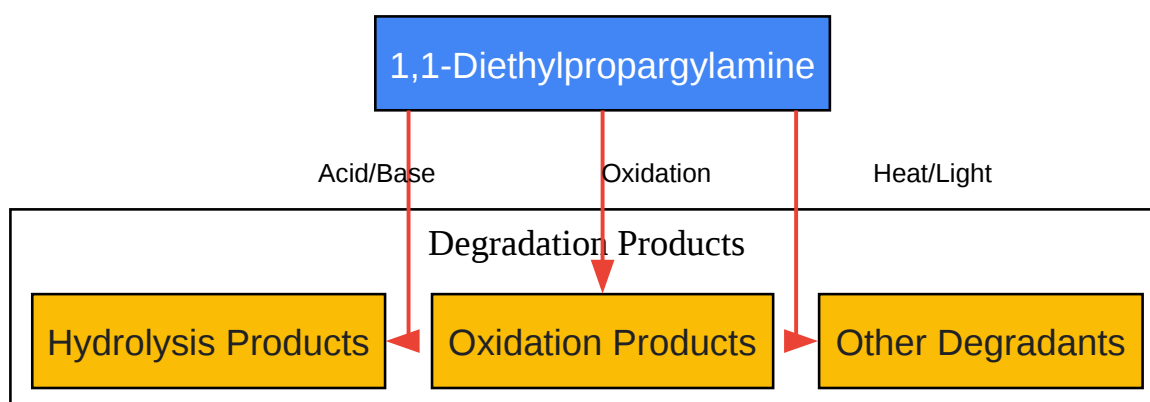 1,1-Diethylpropargylamine
Acid/Base
Oxidation
Heat/Light
Degradation Products
Hydrolysis Products
Oxidation Products
Other Degradants